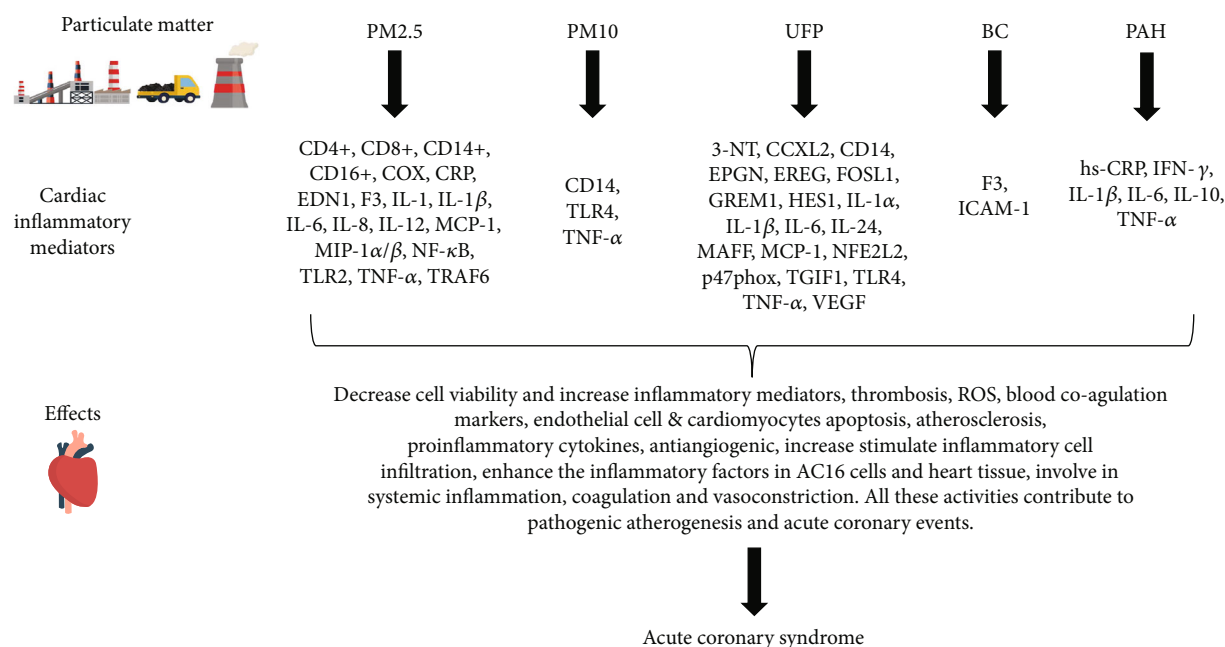 Particulate matter
PM2.5
PM10
UFP
BC
PAH
Cardiac
inflammatory
mediators
CD4+, CD8+, CD14+,
CD16+, COX, CRP,
EDN1, F3, IL-1, IL-1β,
IL-6, IL-8, IL-12, MCP-1,
MIP-1α/β, NF-κB,
TLR2, TNF-α, TRAF6
CD14,
TLR4,
TNF-α
3-NT, CCXL2, CD14,
EPGN, EREG, FOSL1,
GREM1, HES1, IL-1α,
IL-1β, IL-6, IL-24,
MAFF, MCP-1, NFE2L2,
p47phox, TGIF1, TLR4,
TNF-α, VEGF
F3,
ICAM-1
hs-CRP, IFN-γ,
IL-1β, IL-6, IL-10,
TNF-α
Effects
Decrease cell viability and increase inflammatory mediators, thrombosis, ROS, blood co-agulation
markers, endothelial cell & cardiomyocytes apoptosis, atherosclerosis,
proinflammatory cytokines, antiangiogenic, increase stimulate inflammatory cell
infiltration, enhance the inflammatory factors in AC16 cells and heart tissue, involve in
systemic inflammation, coagulation and vasoconstriction. All these activities contribute to
pathogenic atherogenesis and acute coronary events.
Acute coronary syndrome